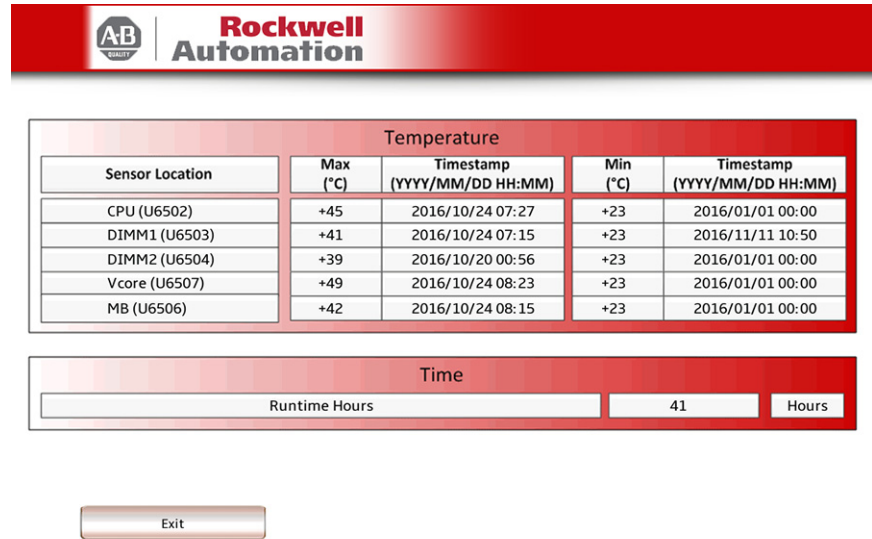 AB
QUALITY
Rockwell
Automation
Temperature
Sensor Location Max (°C) Timestamp (YYYY/MM/DD HH:MM) Min (°C) Timestamp (YYYY/MM/DD HH:MM)
CPU (U6502) +45 2016/10/24 07:27 +23 2016/01/01 00:00
DIMM1 (U6503) +41 2016/10/24 07:15 +23 2016/11/11 10:50
DIMM2 (U6504) +39 2016/10/20 00:56 +23 2016/01/01 00:00
Vcore (U6507) +49 2016/10/24 08:23 +23 2016/01/01 00:00
MB (U6506) +42 2016/10/24 08:15 +23 2016/01/01 00:00
Time
Runtime Hours 41 Hours
Exit